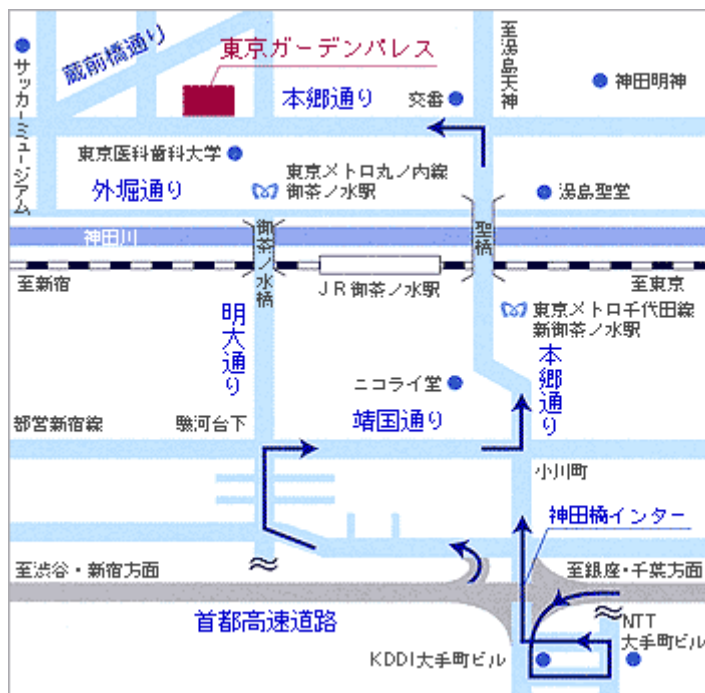 東京ガーデンパレス
蔵前橋通り
サッカーミュージアム
本郷通り
交番
至湯島天神
神田明神
東京医科歯科大学
外堀通り
東京メトロ丸ノ内線
御茶ノ水駅
湯島聖堂
神田川
御茶ノ水橋
聖橋
至新宿
JR御茶ノ水駅
至東京
東京メトロ千代田線
新御茶ノ水駅
明大通り
本郷通り
ニコライ堂
都営新宿線
駿河台下
靖国通り
小川町
神田橋インター
至渋谷・新宿方面
至銀座・千葉方面
首都高速道路
NTT
大手町ビル
KDDI大手町ビル